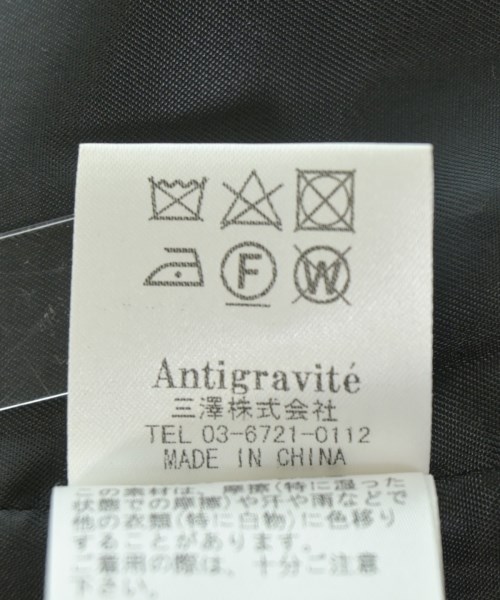 F
W
Antigravité
三澤株式会社
TEL 03-6721-0112
MADE IN CHINA
この素材は、摩擦(特に湿った
状態での摩擦)や汗や雨などで
他の衣類(特に白物)に色移り
することがあります。
ご着用の際は、十分ご注意
下さい。